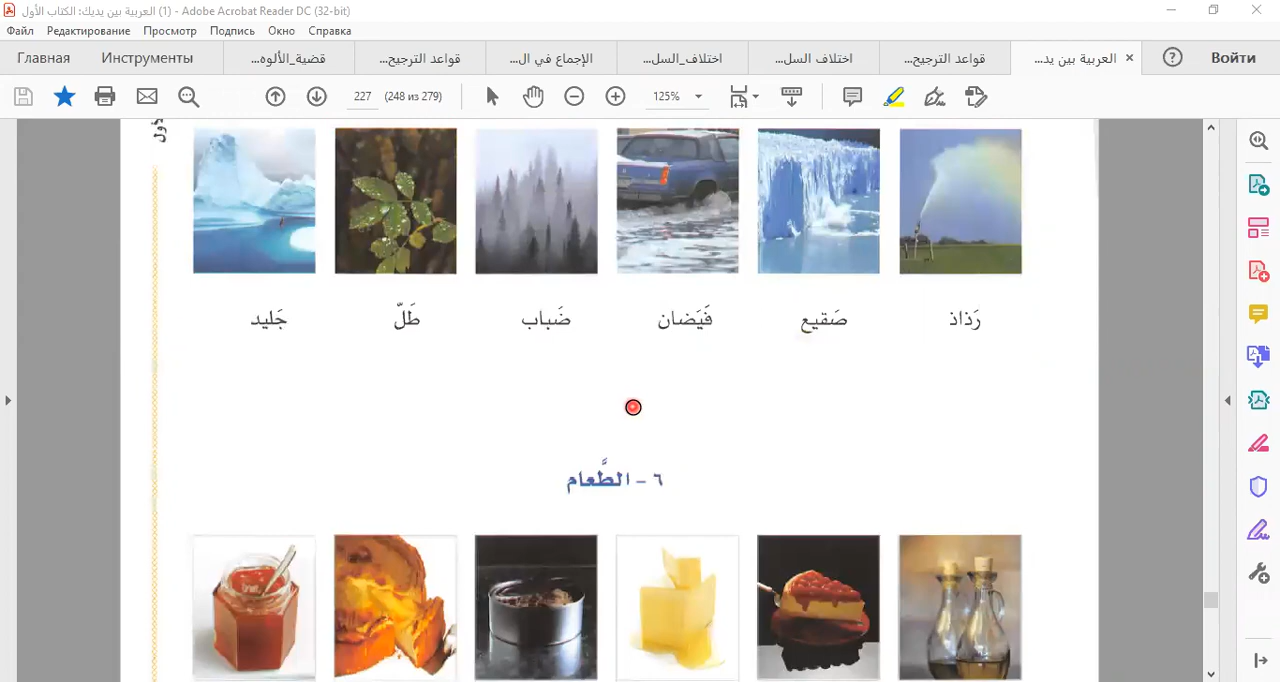 العربية بين يديك: الكتاب الأول (1) - Adobe Acrobat Reader DC (32-bit)
Файл Редактирование Просмотр Подпись Окно Справка
Главная Инструменты قضية_الألوه... قواعد الترجيح... الإجماع في ال... اختلاف_السل... اختلاف السل... قواعد الترجيح... العربية بين يد... Войти
227 (248 из 279) 125%
رَذاذ صَقيع فَيَضان ضَباب طَلّ جَليد
٦ - الطَّعام